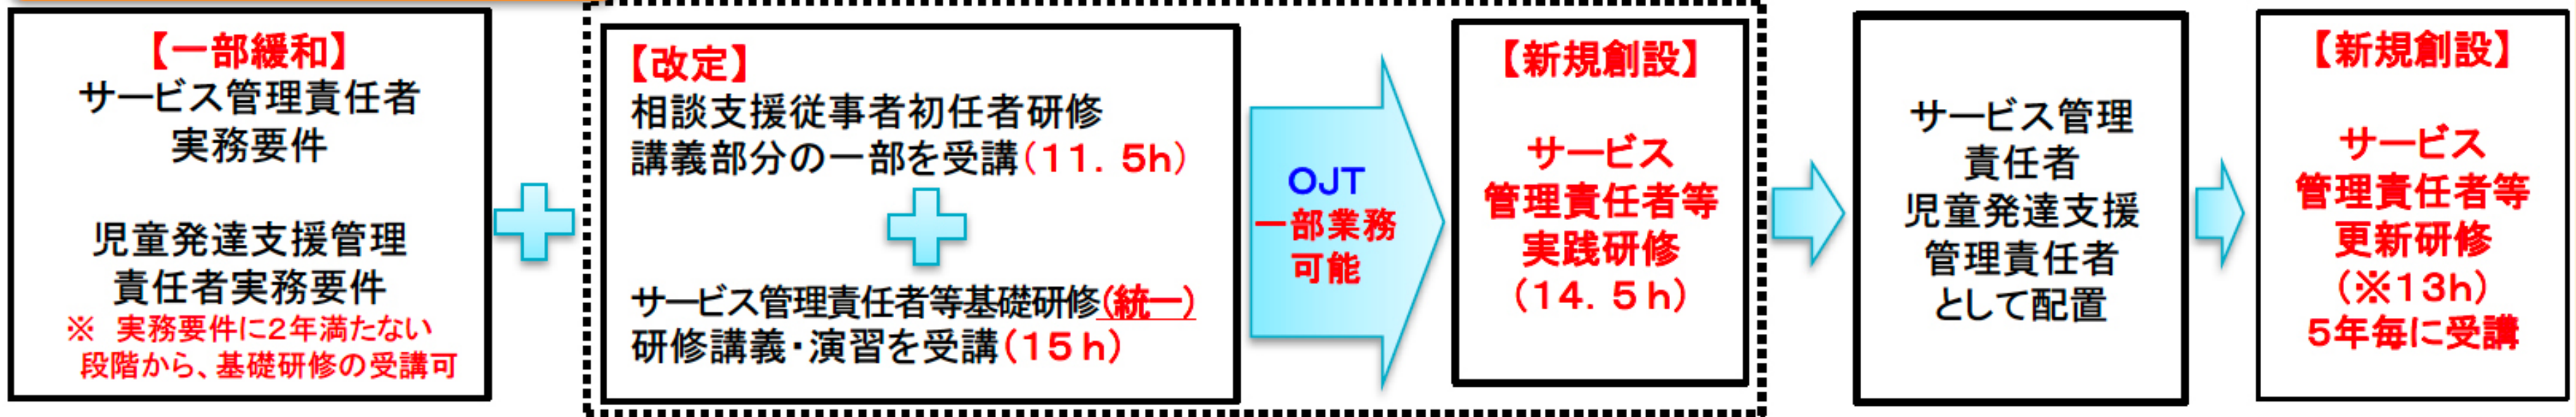 【一部緩和】
サービス管理責任者
実務要件
児童発達支援管理
責任者実務要件
※　実務要件に2年満たない
段階から、基礎研修の受講可
【改定】
相談支援従事者初任者研修
講義部分の一部を受講(11．5h)
サービス管理責任者等基礎研修(統一)
研修講義・演習を受講(15h)
OJT
一部業務
可能
【新規創設】
サービス
管理責任者等
実践研修
(14．5h)
サービス管理
責任者
児童発達支援
管理責任者
として配置
【新規創設】
サービス
管理責任者等
更新研修
(※13h)
5年毎に受講